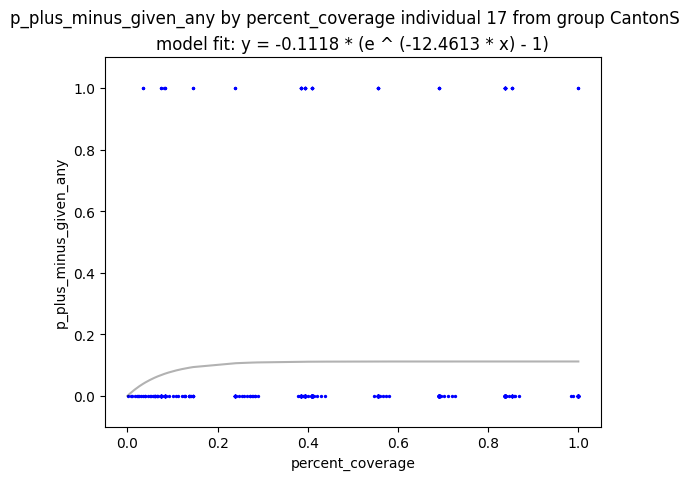 p_plus_minus_given_any by percent_coverage individual 17 from group CantonS
model fit: y = -0.1118 * (e ^ (-12.4613 * x) - 1)
1.0
0.8
0.6
0.4
0.2
0.0
p_plus_minus_given_any
0.0 0.2 0.4 0.6 0.8 1.0
percent_coverage